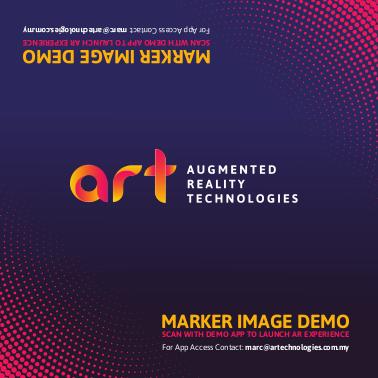 For App Access Contact: marc@artechnologies.com.my
SCAN WITH DEMO APP TO LAUNCH AR EXPERIENCE
MARKER IMAGE DEMO
art
AUGMENTED
REALITY
TECHNOLOGIES
MARKER IMAGE DEMO
SCAN WITH DEMO APP TO LAUNCH AR EXPERIENCE
For App Access Contact: marc@artechnologies.com.my